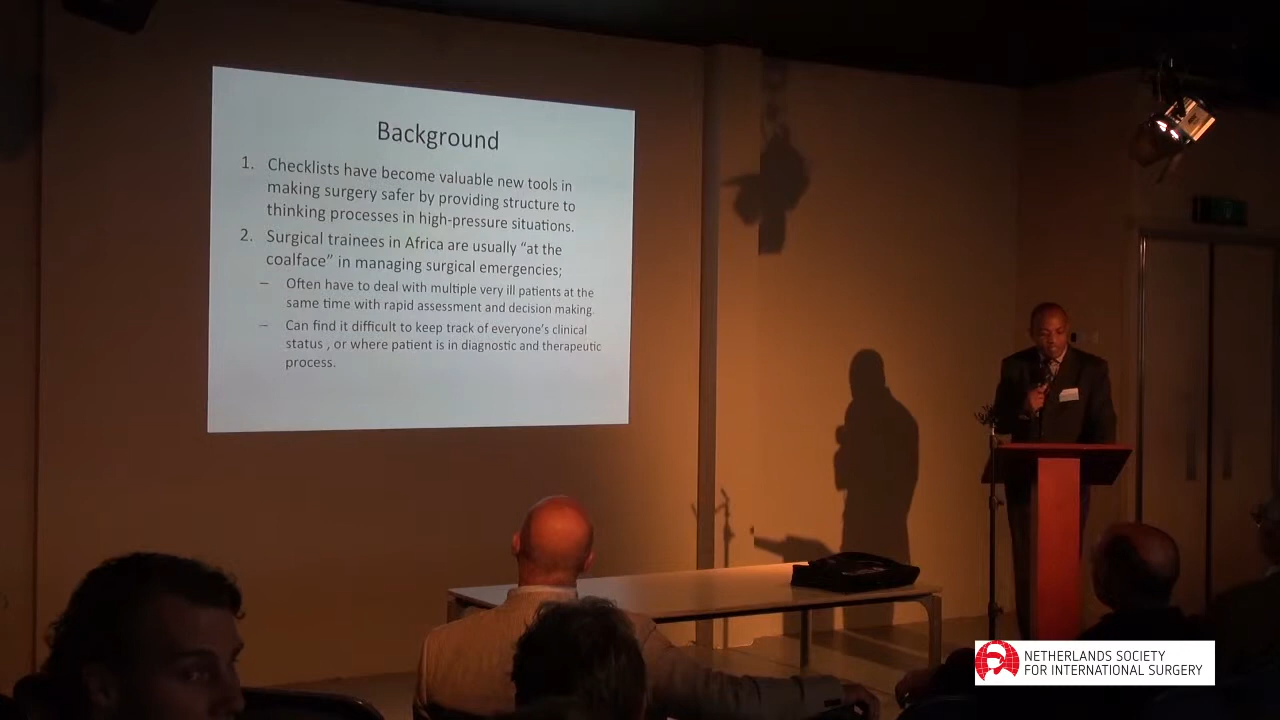 Background
1. Checklists have become valuable new tools in
making surgery safer by providing structure to
thinking processes in high-pressure situations.
2. Surgical trainees in Africa are usually “at the
coalface” in managing surgical emergencies;
– Often have to deal with multiple very ill patients at the
same time with rapid assessment and decision making.
– Can find it difficult to keep track of everyone’s clinical
status , or where patient is in diagnostic and therapeutic
process.
NETHERLANDS SOCIETY
FOR INTERNATIONAL SURGERY